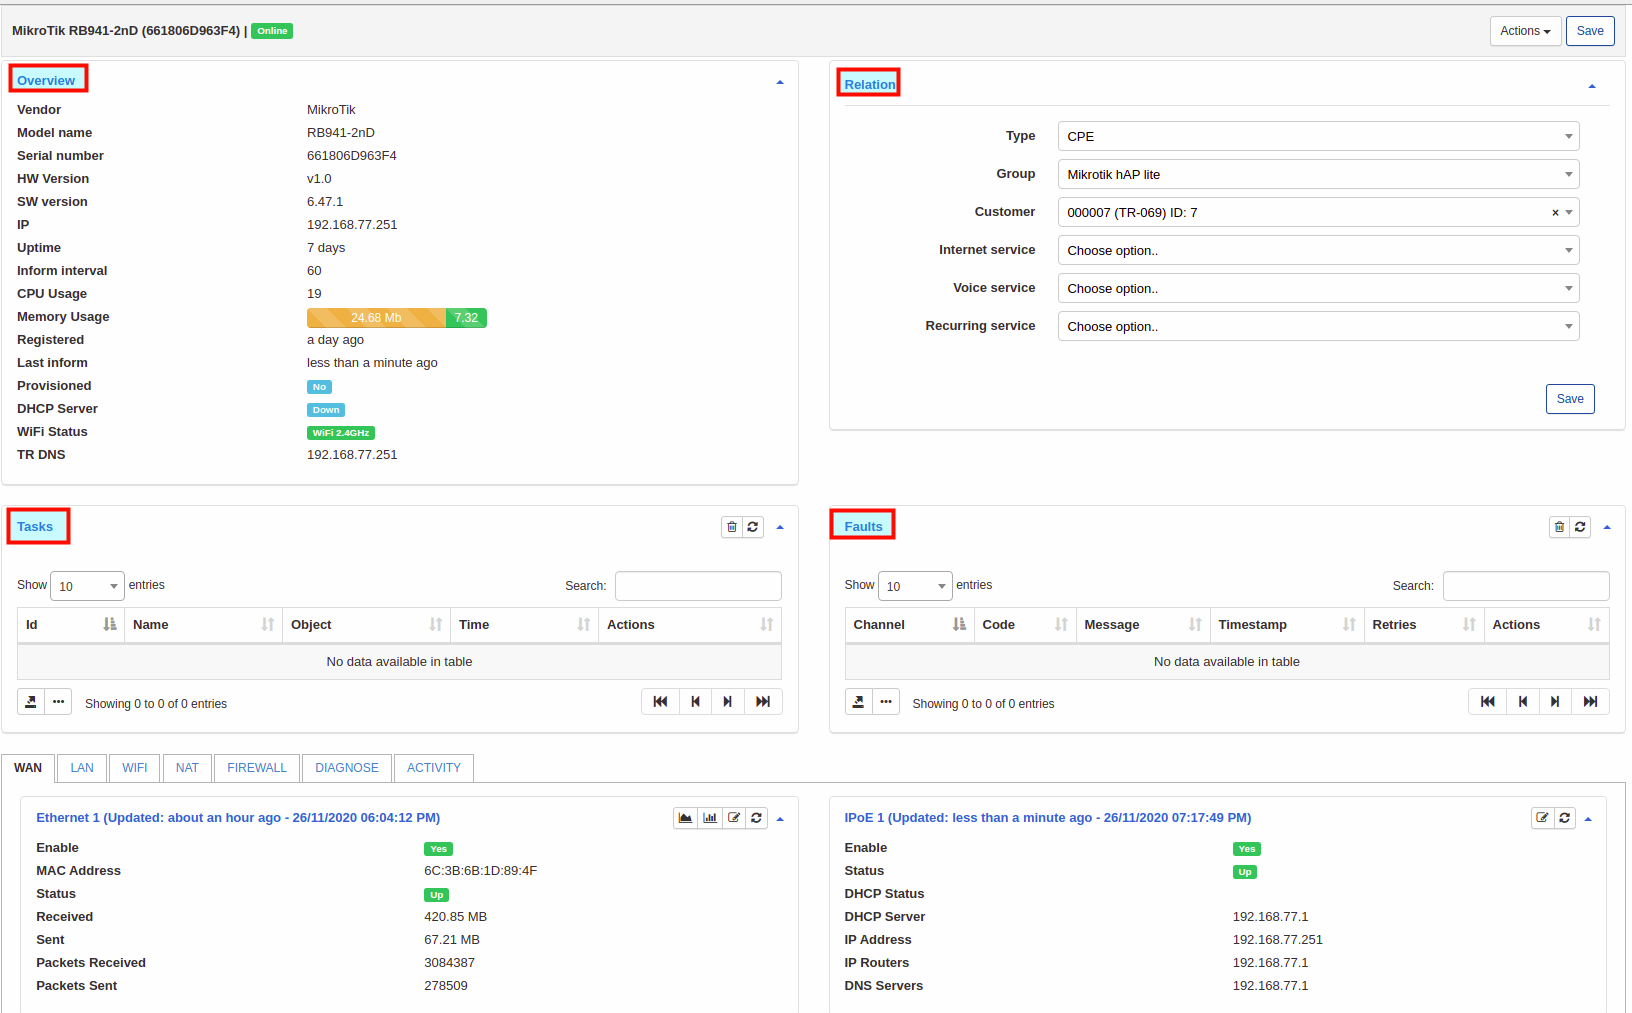 MikroTik RB941-2nD (661806D963F4) | Online
Actions
Save
Overview
Vendor MikroTik
Model name RB941-2nD
Serial number 661806D963F4
HW Version v1.0
SW version 6.47.1
IP 192.168.77.251
Uptime 7 days
Inform interval 60
CPU Usage 19
Memory Usage 24.68 Mb 7.32
Registered a day ago
Last inform less than a minute ago
Provisioned No
DHCP Server Down
WiFi Status WiFi 2.4GHz
TR DNS 192.168.77.251
Relation
Type CPE
Group Mikrotik hAP lite
Customer 000007 (TR-069) ID: 7 ×
Internet service Choose option..
Voice service Choose option..
Recurring service Choose option..
Save
Tasks
Show 10 entries Search:
Id Name Object Time Actions
No data available in table
Showing 0 to 0 of 0 entries
Faults
Show 10 entries Search:
Channel Code Message Timestamp Retries Actions
No data available in table
Showing 0 to 0 of 0 entries
WAN LAN WIFI NAT FIREWALL DIAGNOSE ACTIVITY
Ethernet 1 (Updated: about an hour ago - 26/11/2020 06:04:12 PM)
Enable Yes
MAC Address 6C:3B:6B:1D:89:4F
Status Up
Received 420.85 MB
Sent 67.21 MB
Packets Received 3084387
Packets Sent 278509
IPoE 1 (Updated: less than a minute ago - 26/11/2020 07:17:49 PM)
Enable Yes
Status Up
DHCP Status
DHCP Server 192.168.77.1
IP Address 192.168.77.251
IP Routers 192.168.77.1
DNS Servers 192.168.77.1